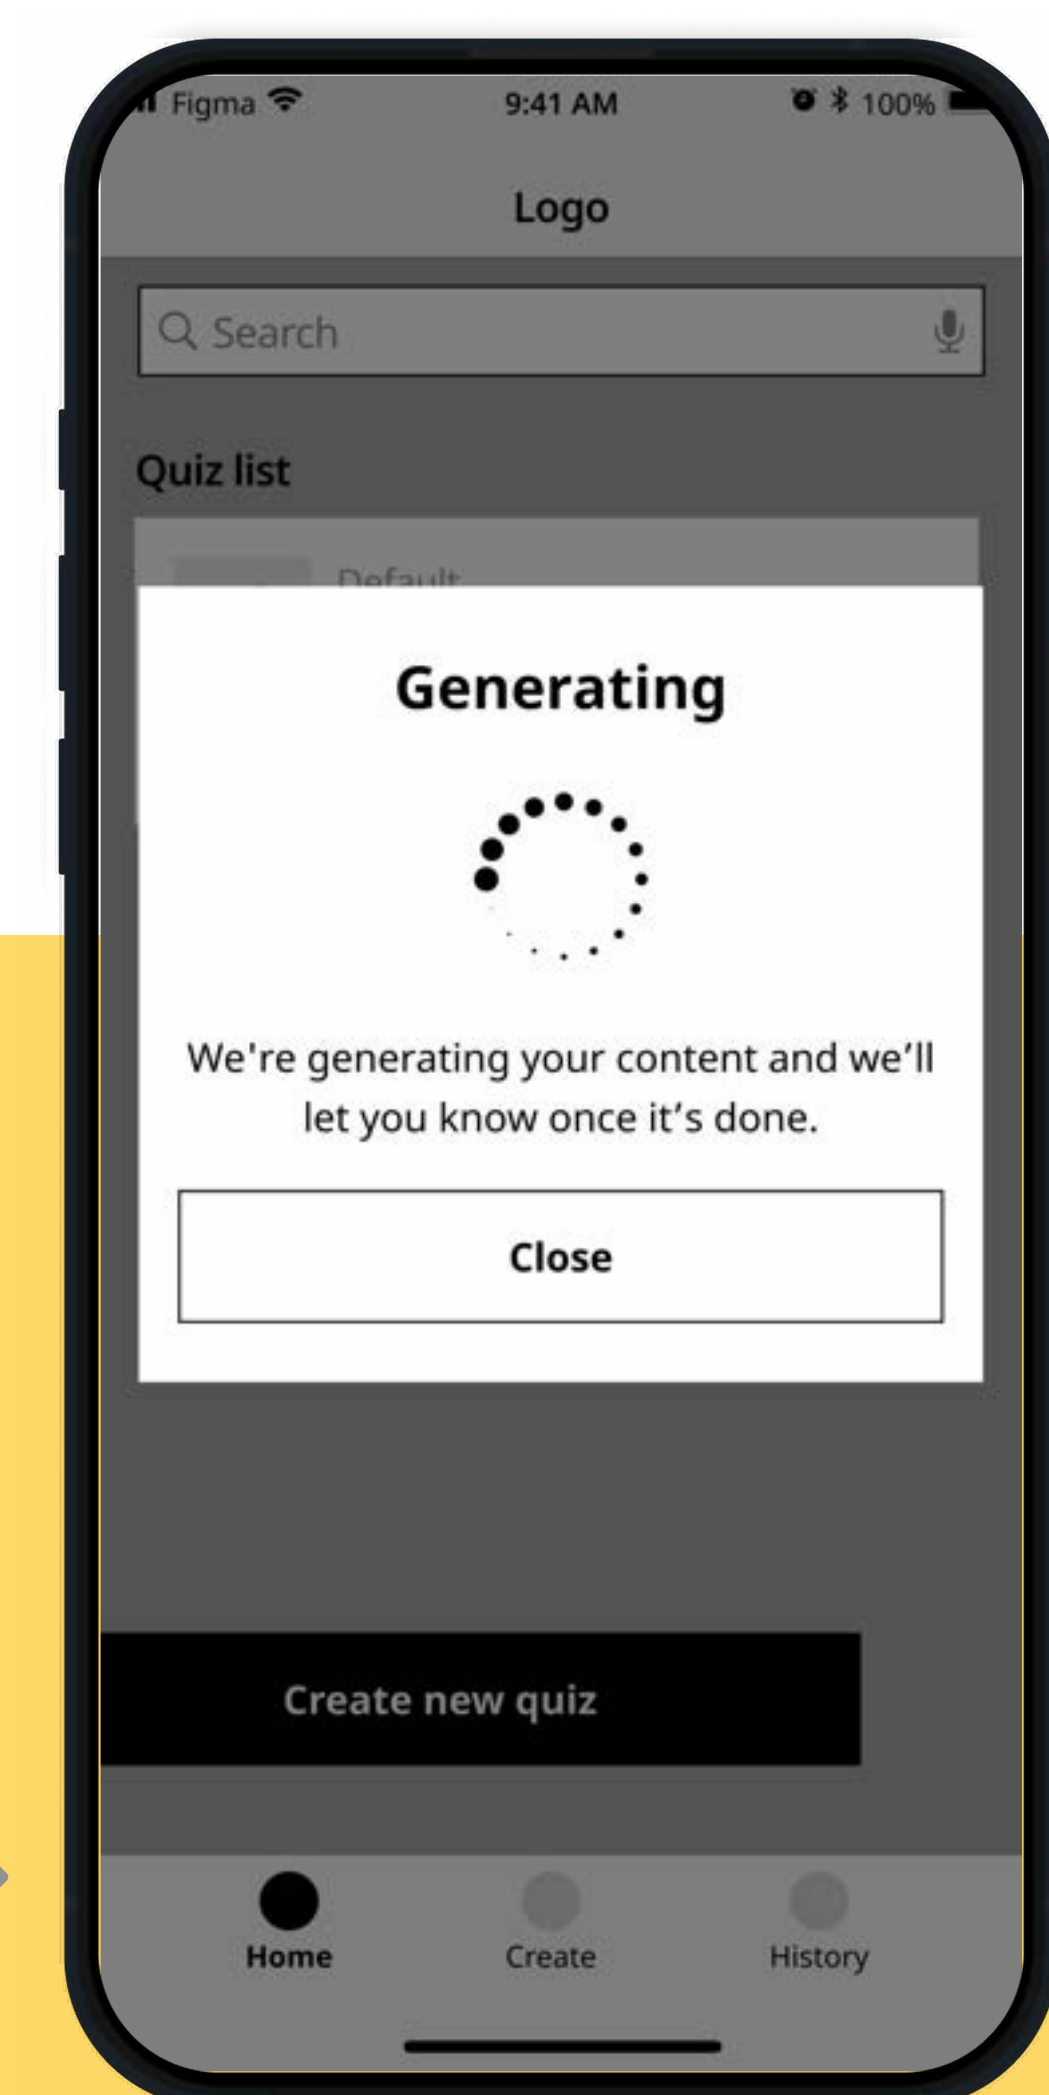 Figma 9:41 AM 100%
Logo
Search
Quiz list
Default
Generating
We're generating your content and we’ll
let you know once it’s done.
Close
Create new quiz
Home Create History